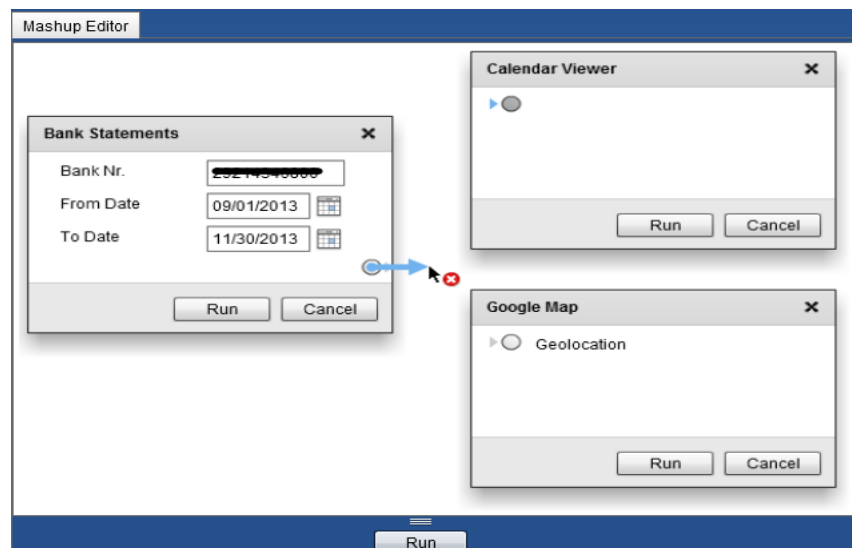 Mashup Editor
Calendar Viewer
Run Cancel
Bank Statements
Bank Nr.
From Date 09/01/2013
To Date 11/30/2013
Run Cancel
Google Map
Geolocation
Run Cancel
Run